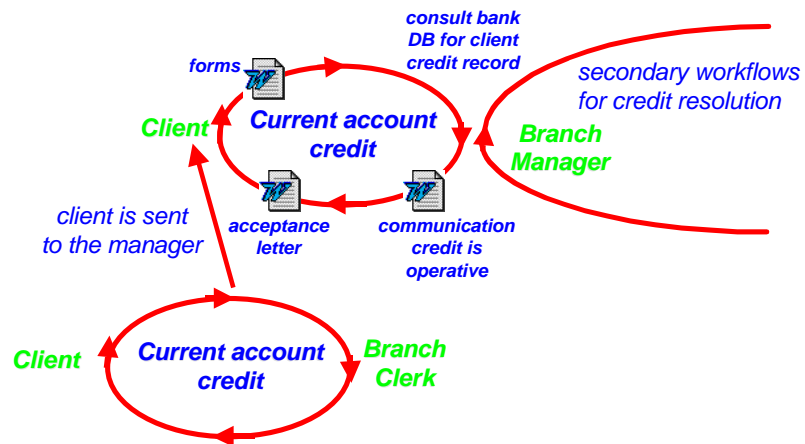 consult bank
DB for client
credit record
forms
secondary workflows
for credit resolution
Client
Current account
credit
Branch
Manager
client is sent
to the manager
acceptance
letter
communication
credit is
operative
Client
Current account
credit
Branch
Clerk